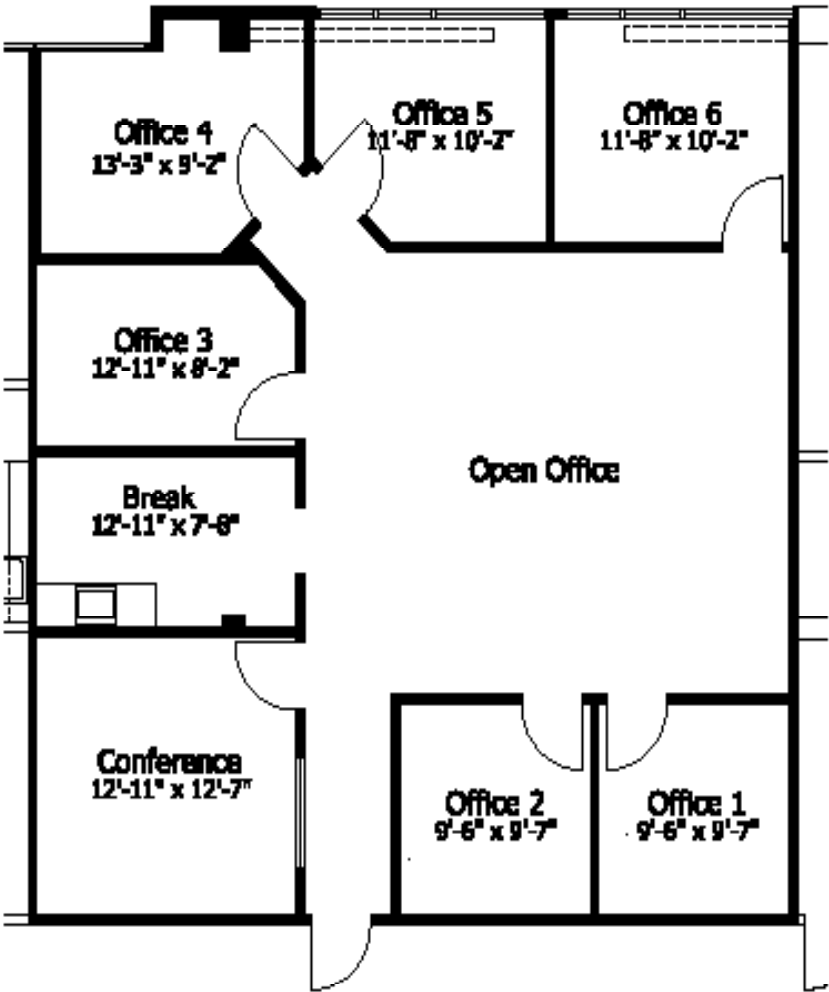 Office 4
13'-3" x 9'-2"
Office 5
11'-8" x 10'-2"
Office 6
11'-8" x 10'-2"
Office 3
12'-11" x 8'-2"
Open Office
Break
12'-11" x 7'-8"
Conference
12'-11" x 12'-7"
Office 2
9'-6" x 9'-7"
Office 1
9'-6" x 9'-7"